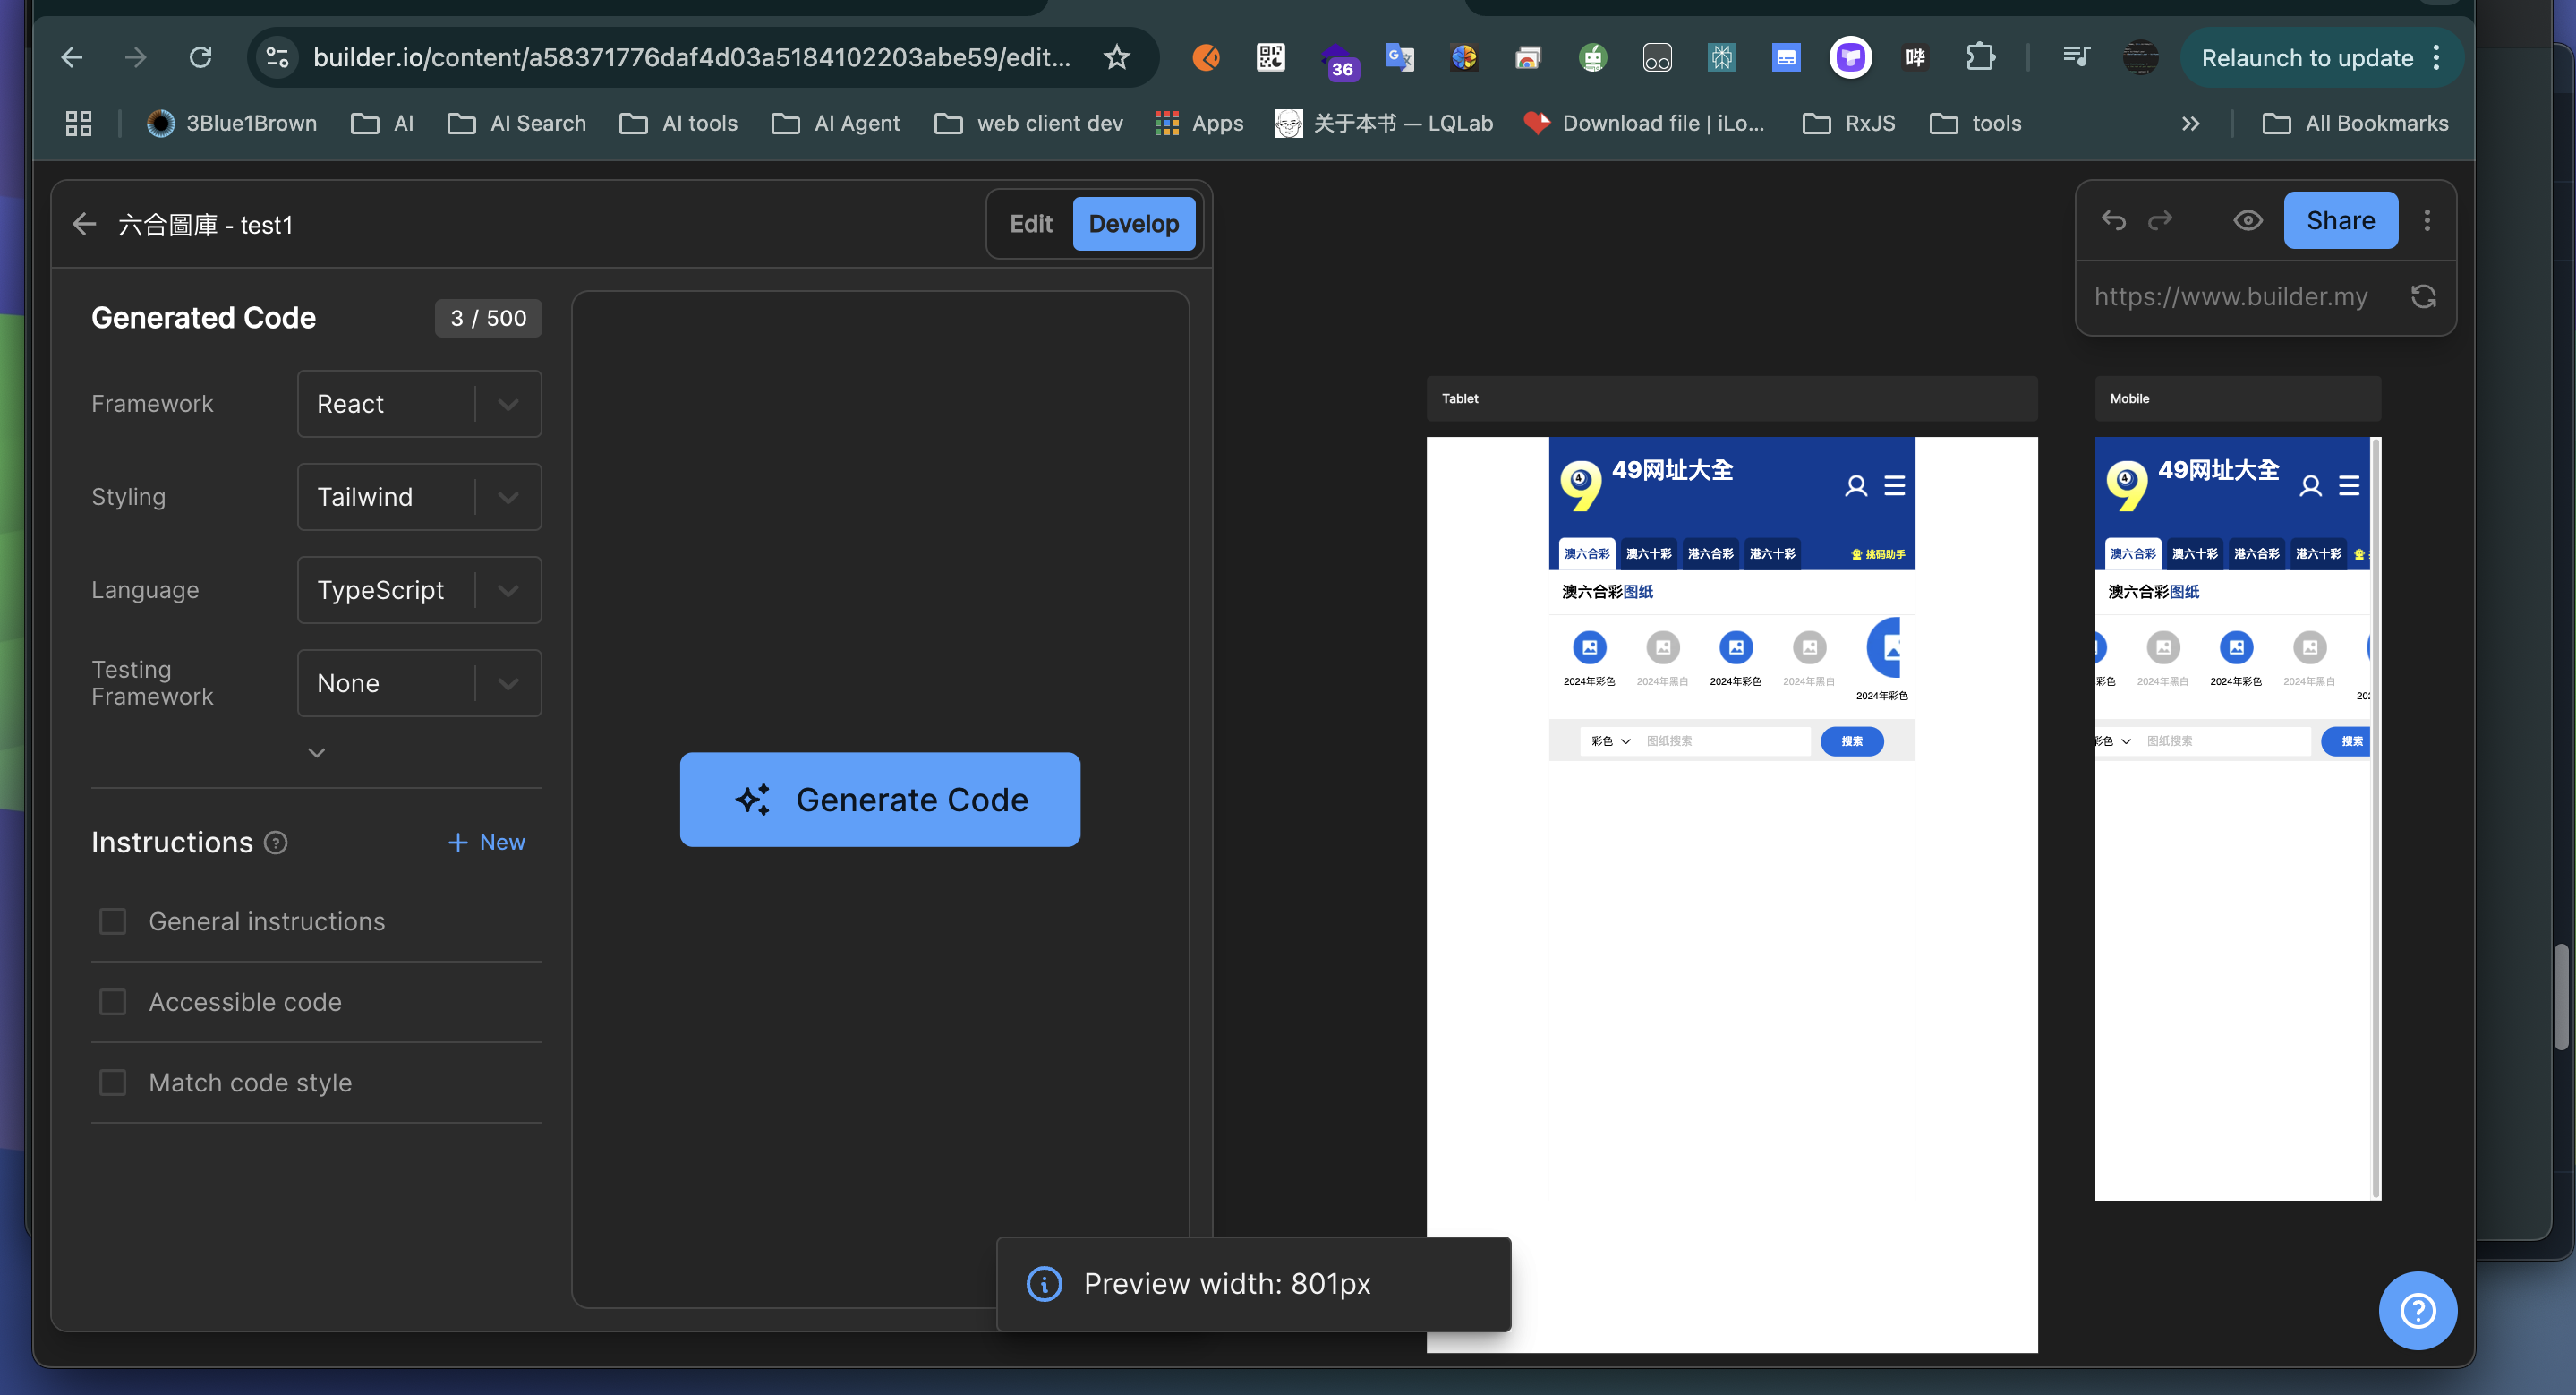 builder.io/content/a58371776daf4d03a5184102203abe59/edit...
36
哔
Relaunch to update
3Blue1Brown
AI
AI Search
AI tools
AI Agent
web client dev
Apps
关于本书 — LQLab
Download file | iLo...
RxJS
tools
All Bookmarks
六合圖庫 - test1
Edit
Develop
Share
https://www.builder.my
Generated Code
3 / 500
Framework
React
Styling
Tailwind
Language
TypeScript
Testing
Framework
None
Instructions
New
General instructions
Accessible code
Match code style
Generate Code
Preview width: 801px
Tablet
4
49网址大全
澳六合彩
澳六十彩
港六合彩
港六十彩
挑码助手
澳六合彩图纸
2024年彩色
2024年黑白
2024年彩色
2024年黑白
2024年彩色
彩色
图纸搜索
搜索
Mobile
4
49网址大全
澳六合彩
澳六十彩
港六合彩
港六十彩
澳六合彩图纸
彩色
2024年黑白
2024年彩色
2024年黑白
202
彩色
图纸搜索
搜索